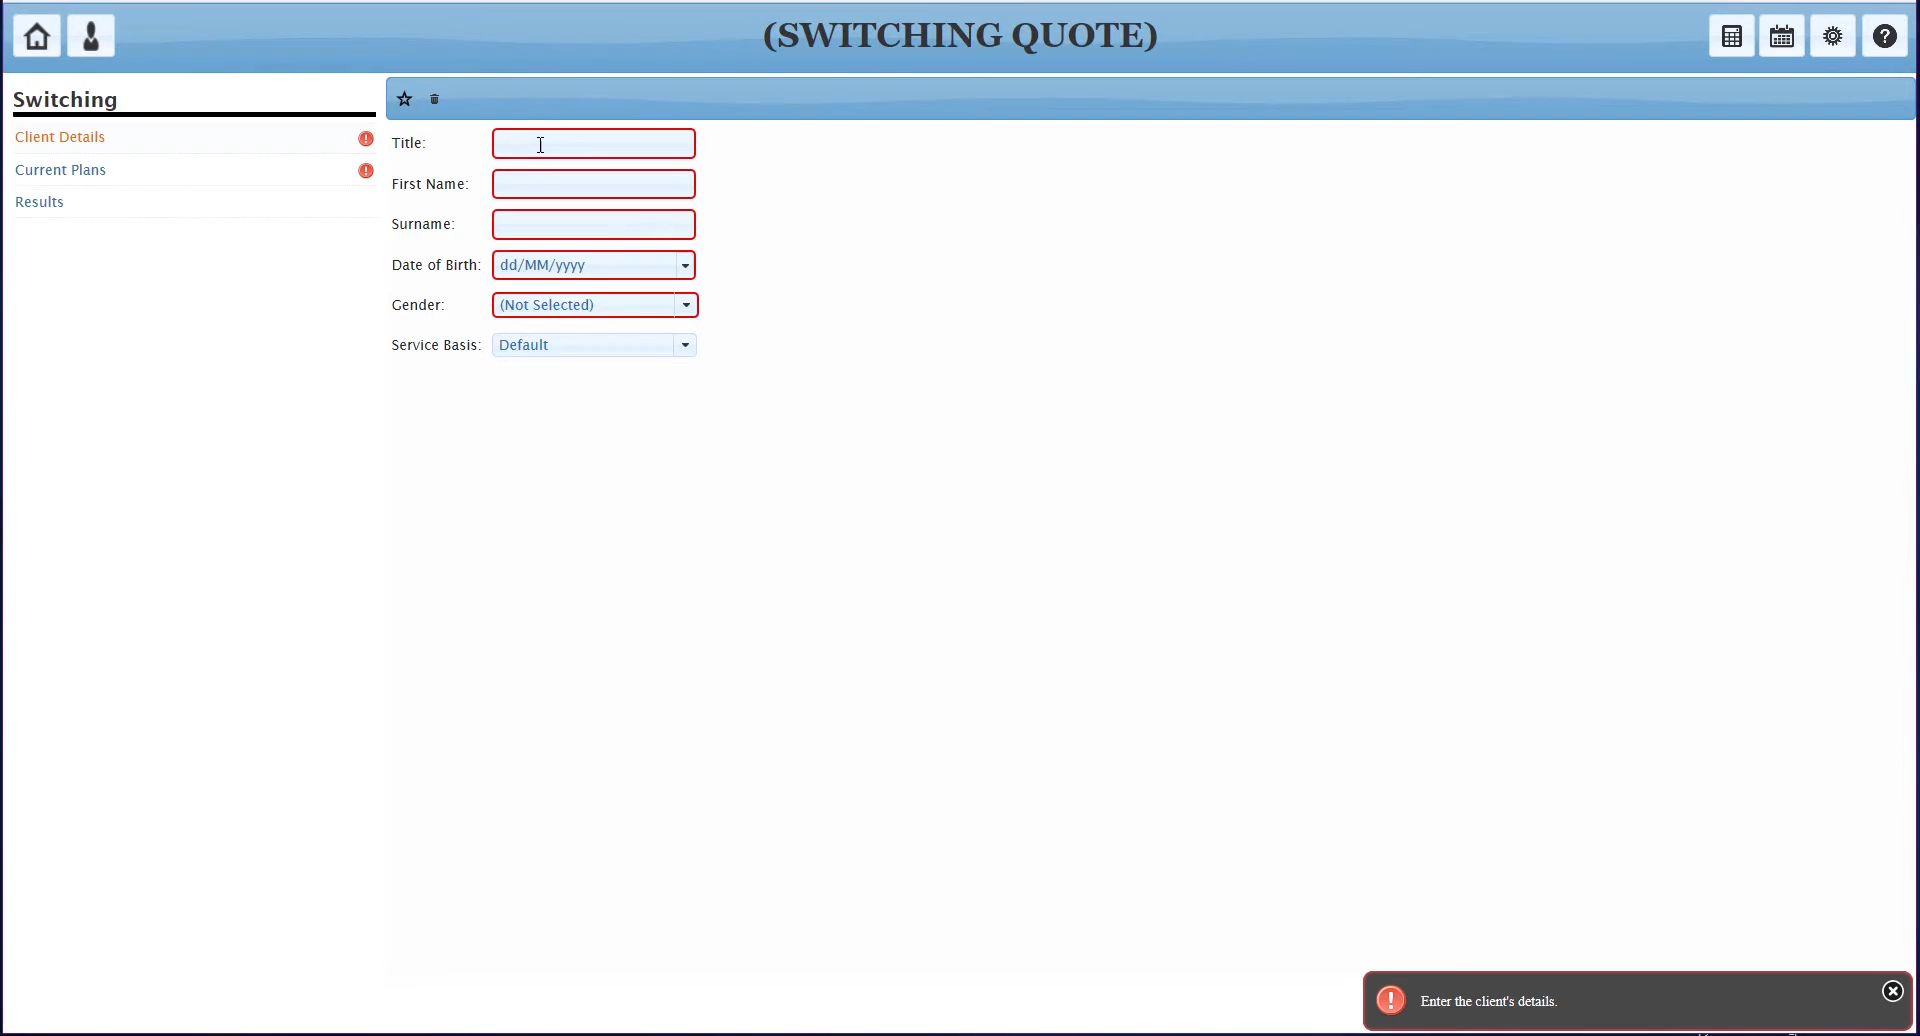 (SWITCHING QUOTE)
Switching
Client Details
Current Plans
Results
Title:
First Name:
Surname:
Date of Birth: dd/MM/yyyy
Gender: (Not Selected)
Service Basis: Default
Enter the client's details.